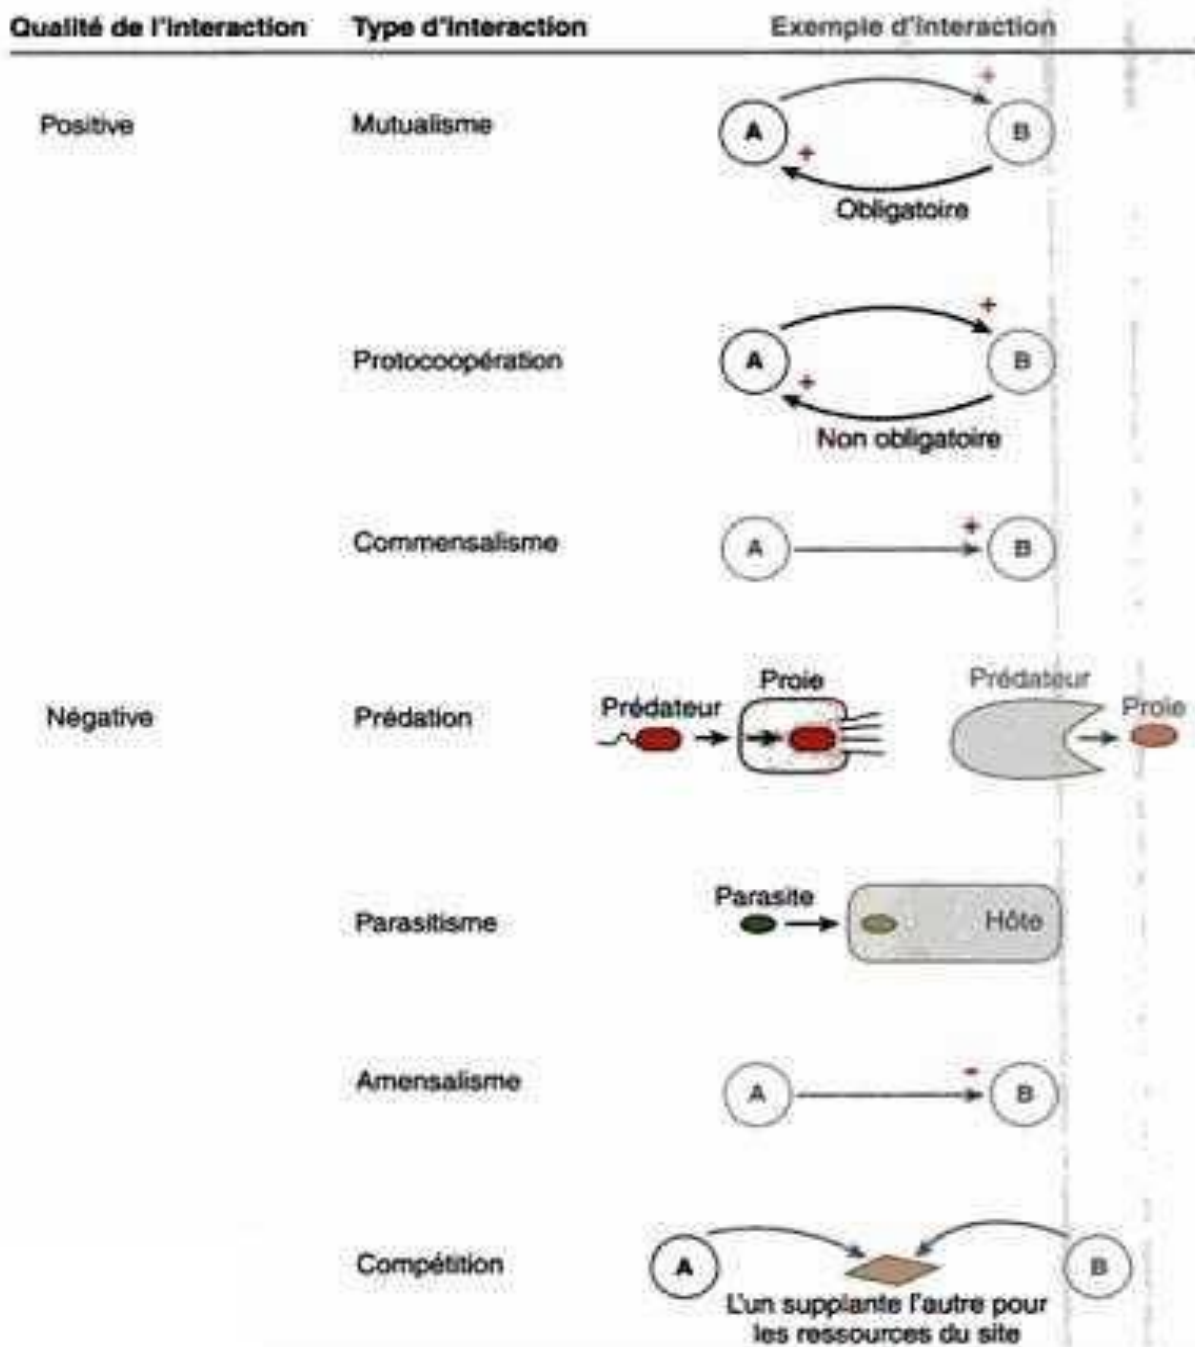 Qualité de l'interaction Type d'interaction Exemple d'interaction
Positive Mutualisme A + B
+
Obligatoire
Protocoopération A + B
+
Non obligatoire
Commensalisme A + B
Négative Prédation Prédateur Proie Prédateur Proie
Parasitisme Parasite Hôte
Amensalisme A - B
Compétition A B
L'un supplante l'autre pour
les ressources du site